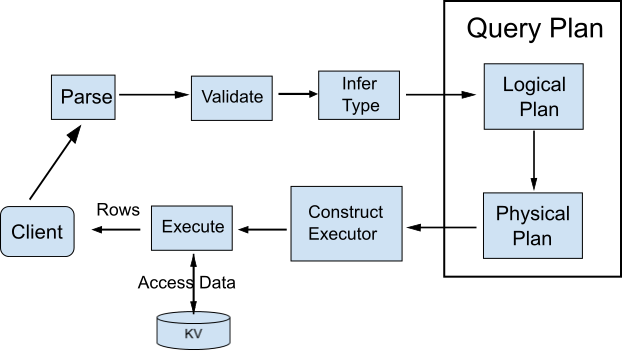 Query Plan
Parse
Validate
Infer
Type
Logical
Plan
Client
Rows
Execute
Construct
Executor
Physical
Plan
Access Data
KV